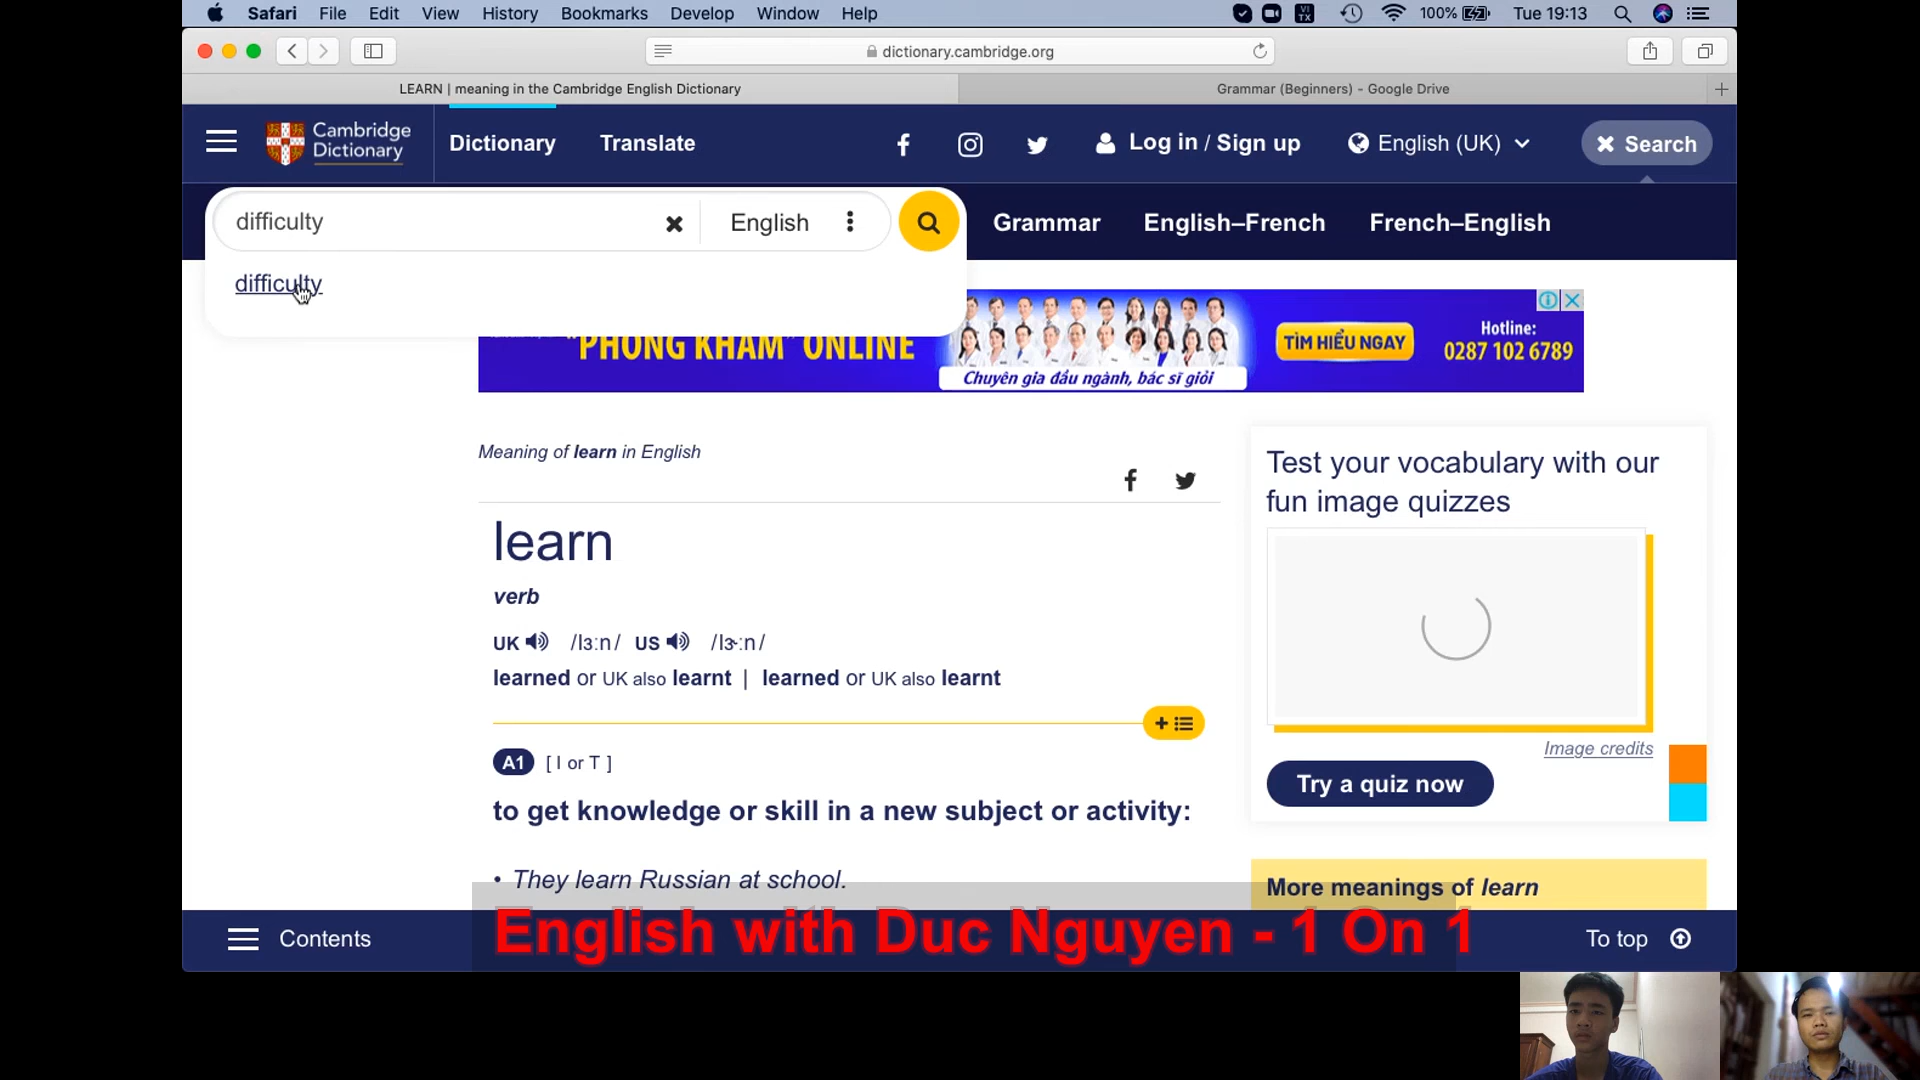 Safari File Edit View History Bookmarks Develop Window Help VI TX 100% Tue 19:13
dictionary.cambridge.org
LEARN | meaning in the Cambridge English Dictionary
Grammar (Beginners) - Google Drive
Cambridge Dictionary
Dictionary Translate Log in / Sign up English (UK) Search
difficulty English Grammar English–French French–English
difficulty
"PHÒNG KHÁM" ONLINE
Chuyên gia đầu ngành, bác sĩ giỏi
TÌM HIỂU NGAY
Hotline:
0287 102 6789
Meaning of learn in English
learn
verb
UK /lɜːn/ US /lɝːn/
learned or UK also learnt | learned or UK also learnt
A1 [ I or T ]
to get knowledge or skill in a new subject or activity:
• They learn Russian at school.
Test your vocabulary with our
fun image quizzes
Image credits
Try a quiz now
More meanings of learn
Contents
English with Duc Nguyen - 1 On 1
To top